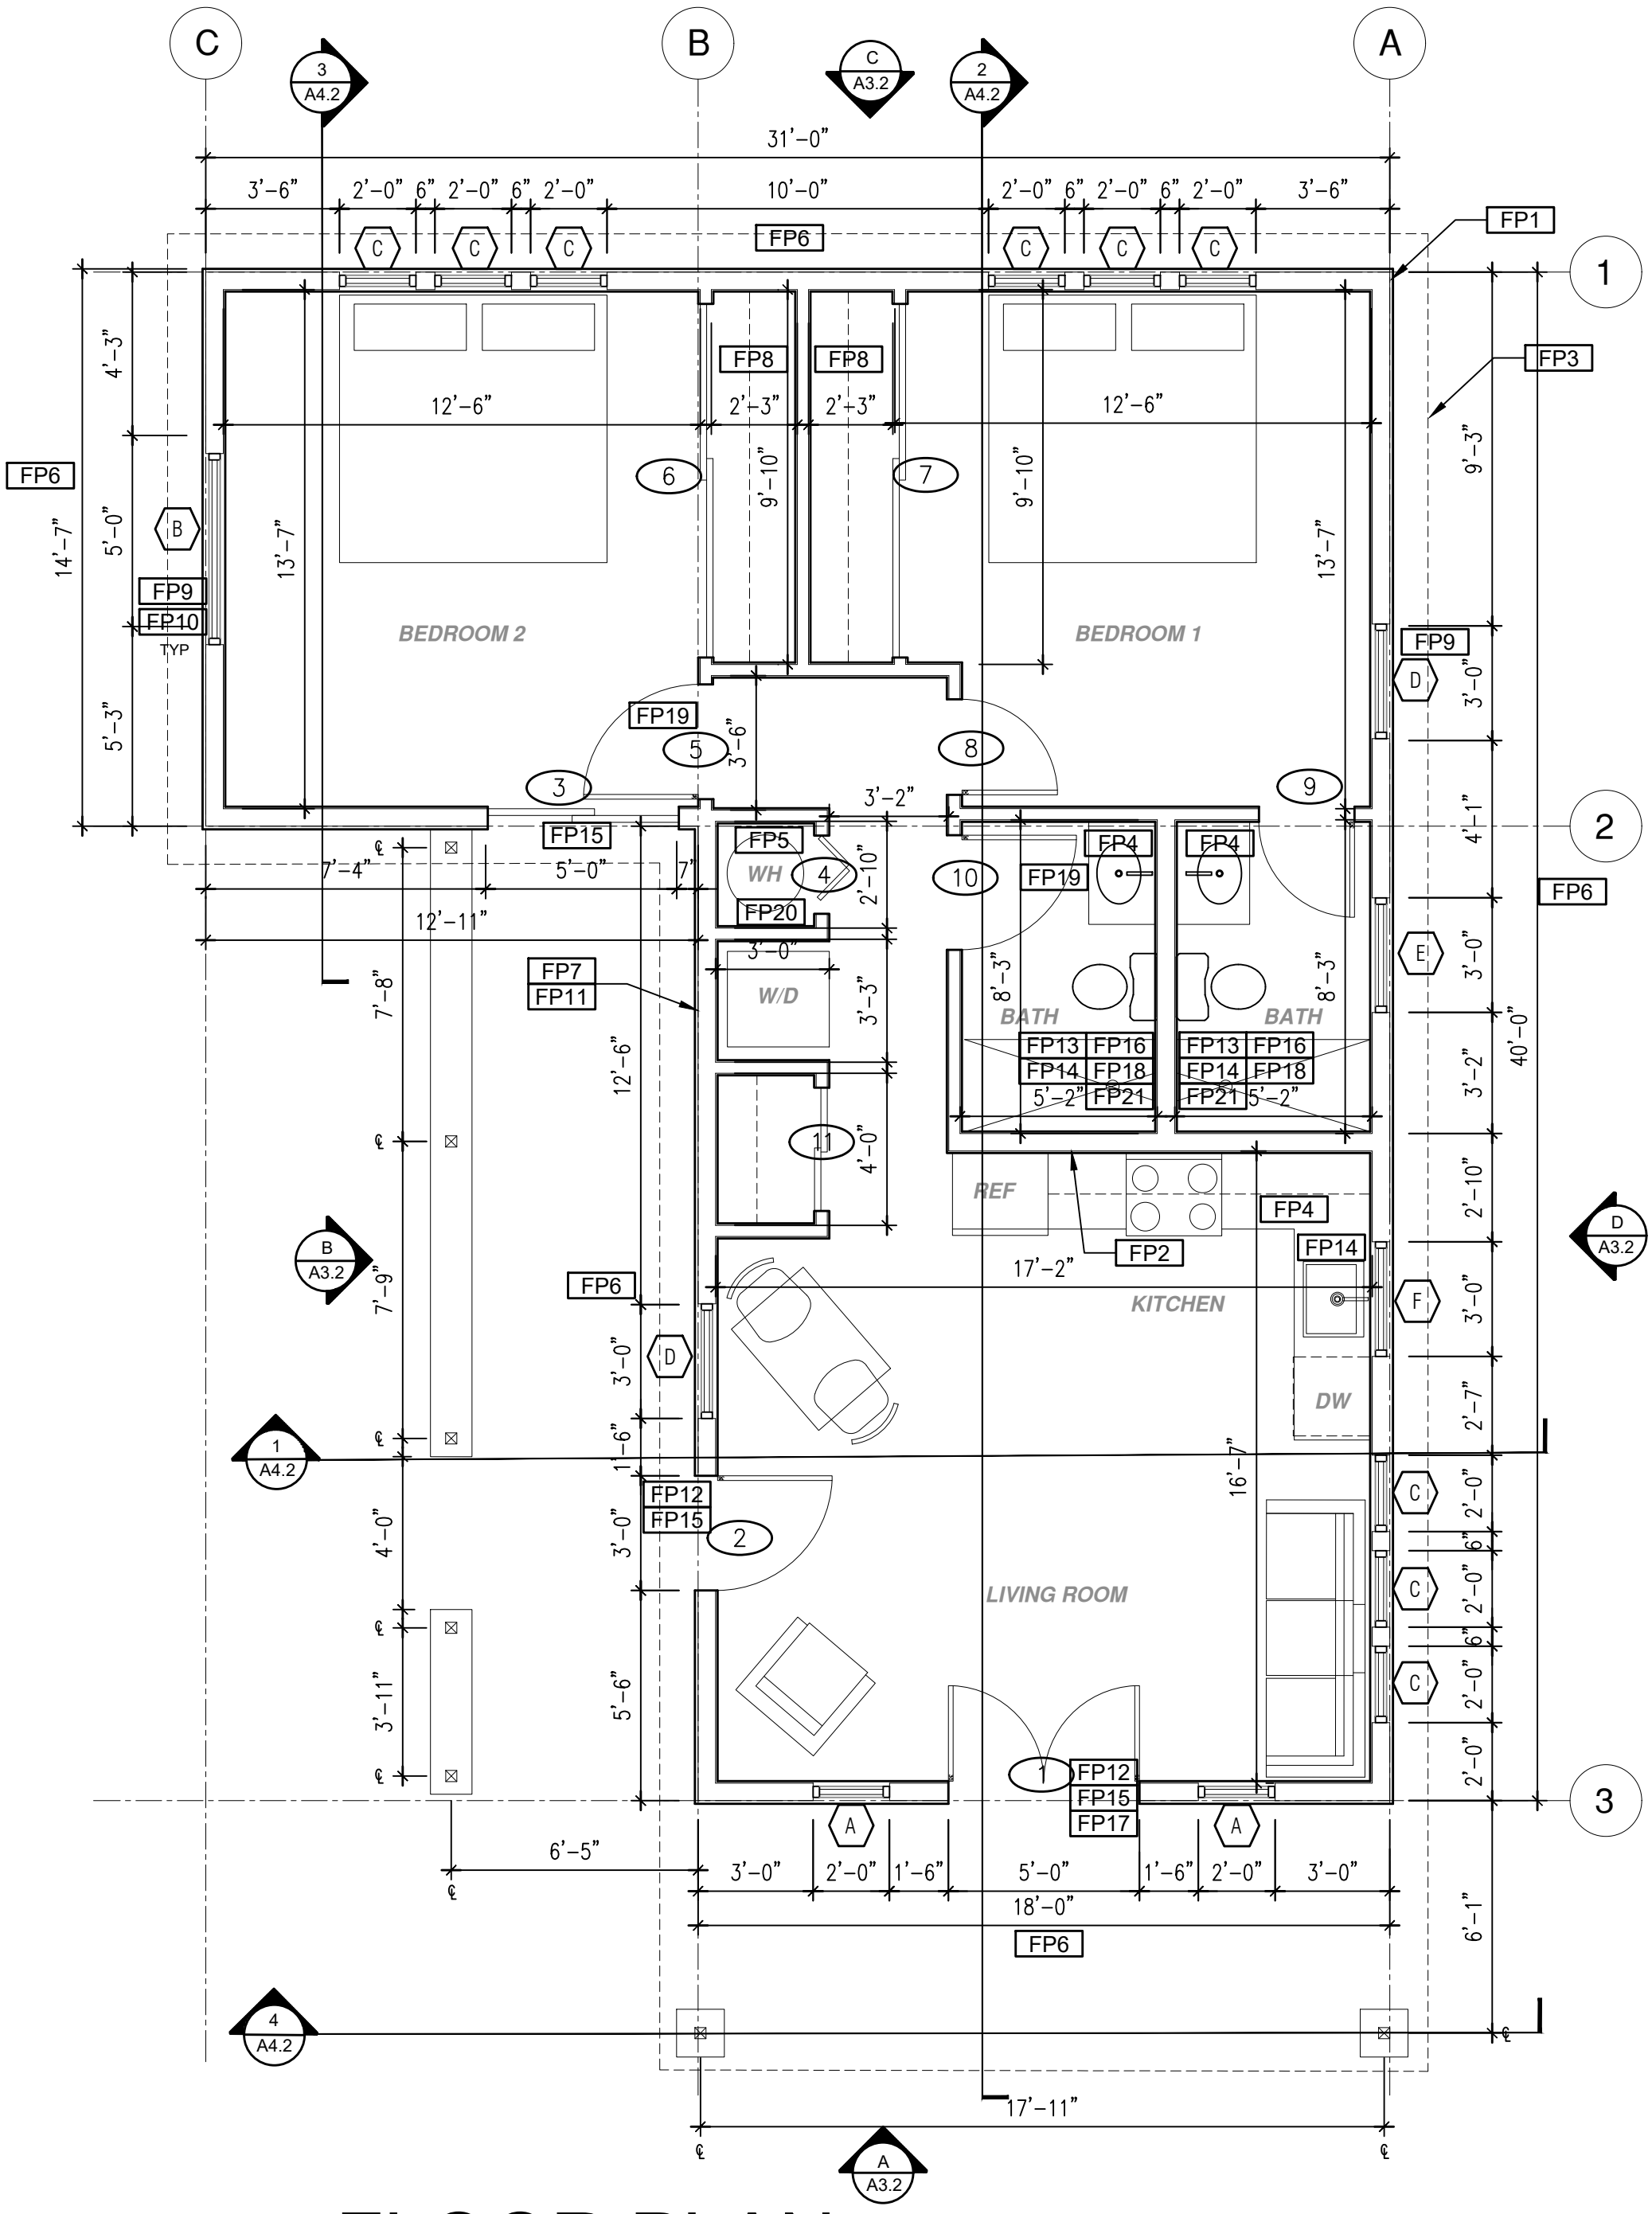 C
B
A
3
A4.2
C
A3.2
2
A4.2
31'-0"
3'-6"
2'-0"
6"
2'-0"
6"
2'-0"
10'-0"
2'-0"
6"
2'-0"
6"
2'-0"
3'-6"
FP1
FP6
C
C
C
C
C
C
1
4'-3"
FP8
FP8
FP3
12'-6"
2'-3"
2'-3"
12'-6"
9'-3"
FP6
6
9'-10"
7
9'-10"
14'-7"
5'-0"
B
13'-7"
13'-7"
FP9
FP10
TYP
BEDROOM 2
BEDROOM 1
FP9
D
3'-0"
5'-3"
FP19
5
3'-6"
8
3
9
3'-2"
FP15
FP5
FP4
FP4
4'-1"
2
7'-4"
5'-0"
7"
WH
4
2'-10"
10
FP19
FP6
12'-11"
FP20
3'-0"
E
3'-0"
FP7
FP11
7'-8"
W/D
3'-3"
8'-3"
8'-3"
BATH
BATH
40'-0"
12'-6"
FP13
FP16
FP13
FP16
FP14
FP18
FP14
FP18
FP21
FP21
5'-2"
5'-2"
3'-2"
℄
℄
11
4'-0"
REF
FP4
2'-10"
B
A3.2
FP2
FP14
D
A3.2
7'-9"
FP6
17'-2"
KITCHEN
F
3'-0"
D
3'-0"
DW
2'-7"
℄
1
A4.2
1'-6"
16'-7"
FP12
FP15
C
2'-0"
4'-0"
3'-0"
2
6"
C
2'-0"
LIVING ROOM
℄
6"
3'-11"
5'-6"
C
2'-0"
℄
1
FP12
FP15
FP17
2'-0"
3
A
A
6'-5"
3'-0"
2'-0"
1'-6"
5'-0"
1'-6"
2'-0"
3'-0"
℄
18'-0"
6'-1"
FP6
4
A4.2
℄
17'-11"
℄
℄
A
A3.2
FLOOR PLAN